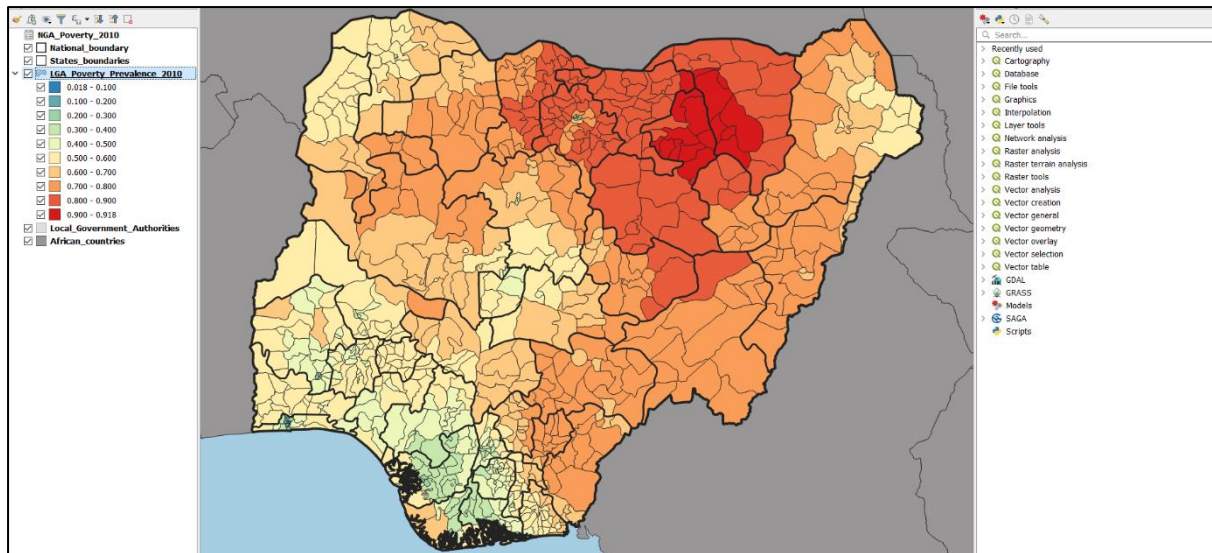 NGA_Poverty_2010
National_boundary
States_boundaries
LGA_Poverty_Prevalence_2010
0.018 - 0.100
0.100 - 0.200
0.200 - 0.300
0.300 - 0.400
0.400 - 0.500
0.500 - 0.600
0.600 - 0.700
0.700 - 0.800
0.800 - 0.900
0.900 - 0.918
Local_Government_Authorities
African_countries
Search...
Recently used
Cartography
Database
File tools
Graphics
Interpolation
Layer tools
Network analysis
Raster analysis
Raster terrain analysis
Raster tools
Vector analysis
Vector creation
Vector general
Vector geometry
Vector overlay
Vector selection
Vector table
GDAL
GRASS
Models
SAGA
Scripts